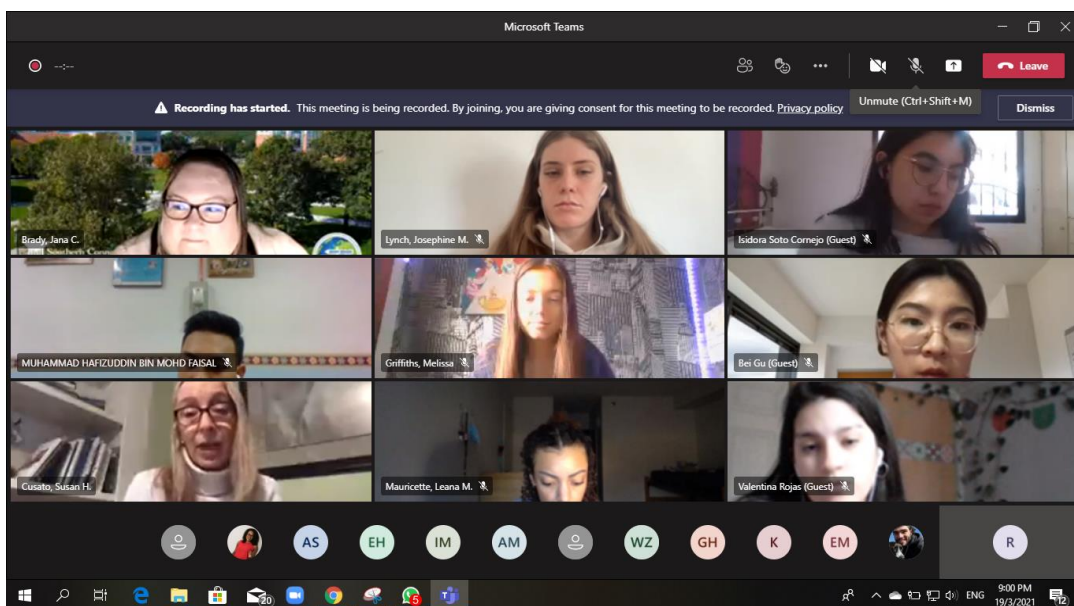 Microsoft Teams
--:--
Leave
Recording has started. This meeting is being recorded. By joining, you are giving consent for this meeting to be recorded. Privacy policy
Unmute (Ctrl+Shift+M)
Dismiss
Brady, Jana C.
Lynch, Josephine M.
Isidora Soto Cornejo (Guest)
MUHAMMAD HAFIZUDDIN BIN MOHD FAISAL
Griffiths, Melissa
Bei Gu (Guest)
Cusato, Susan H.
Mauricette, Leana M.
Valentina Rojas (Guest)
AS
EH
IM
AM
WZ
GH
K
EM
R
20
5
ENG
9:00 PM
19/3/2021
12